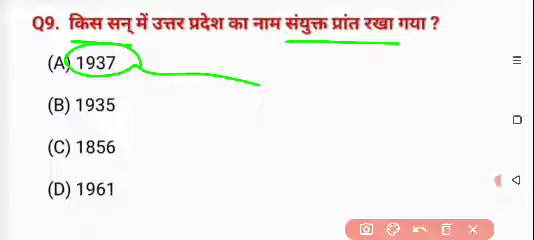 Q9. किस सन् में उत्तर प्रदेश का नाम संयुक्त प्रांत रखा गया ?
(A) 1937
(B) 1935
(C) 1856
(D) 1961